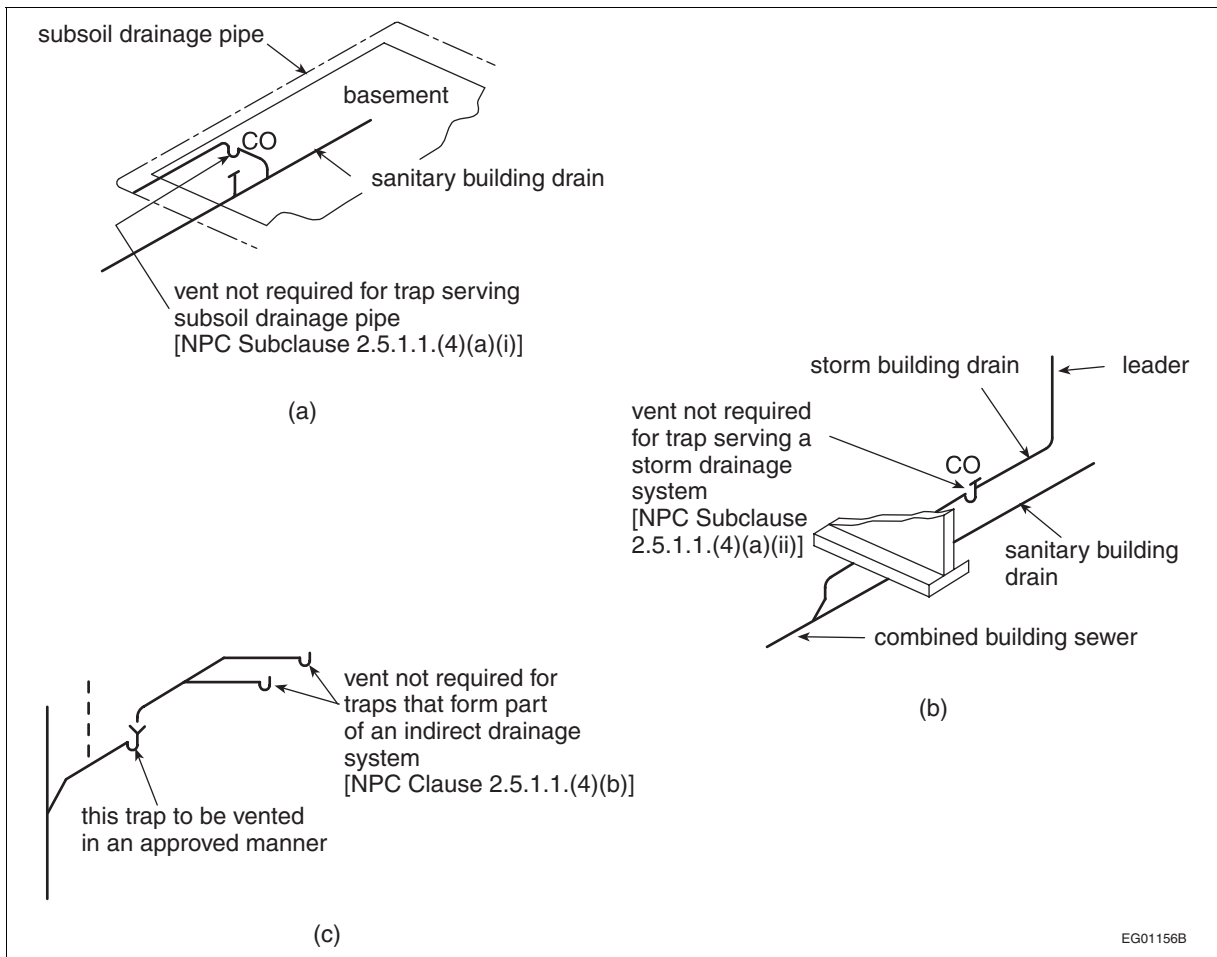 subsoil drainage pipe
basement
CO
sanitary building drain
vent not required for trap serving
subsoil drainage pipe
[NPC Subclause 2.5.1.1.(4)(a)(i)]
(a)
storm building drain
leader
vent not required
for trap serving a
storm drainage
system
[NPC Subclause
2.5.1.1.(4)(a)(ii)]
CO
sanitary building
drain
combined building sewer
(b)
vent not required for
traps that form part
of an indirect drainage
system
[NPC Clause 2.5.1.1.(4)(b)]
this trap to be vented
in an approved manner
(c)
EG01156B